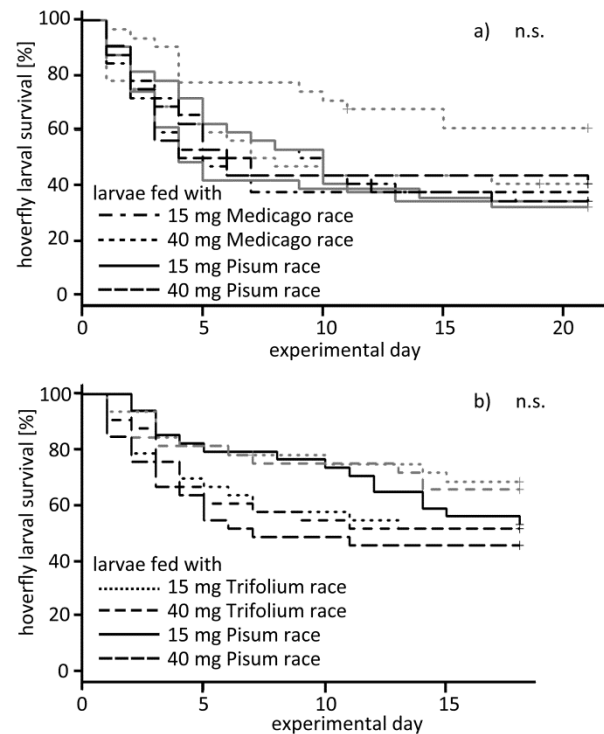 hoverfly larval survival [%]
100
80
60
40
20
0
a) n.s.
larvae fed with
15 mg Medicago race
40 mg Medicago race
15 mg Pisum race
40 mg Pisum race
0 5 10 15 20
experimental day
hoverfly larval survival [%]
100
80
60
40
20
0
b) n.s.
larvae fed with
15 mg Trifolium race
40 mg Trifolium race
15 mg Pisum race
40 mg Pisum race
0 5 10 15
experimental day